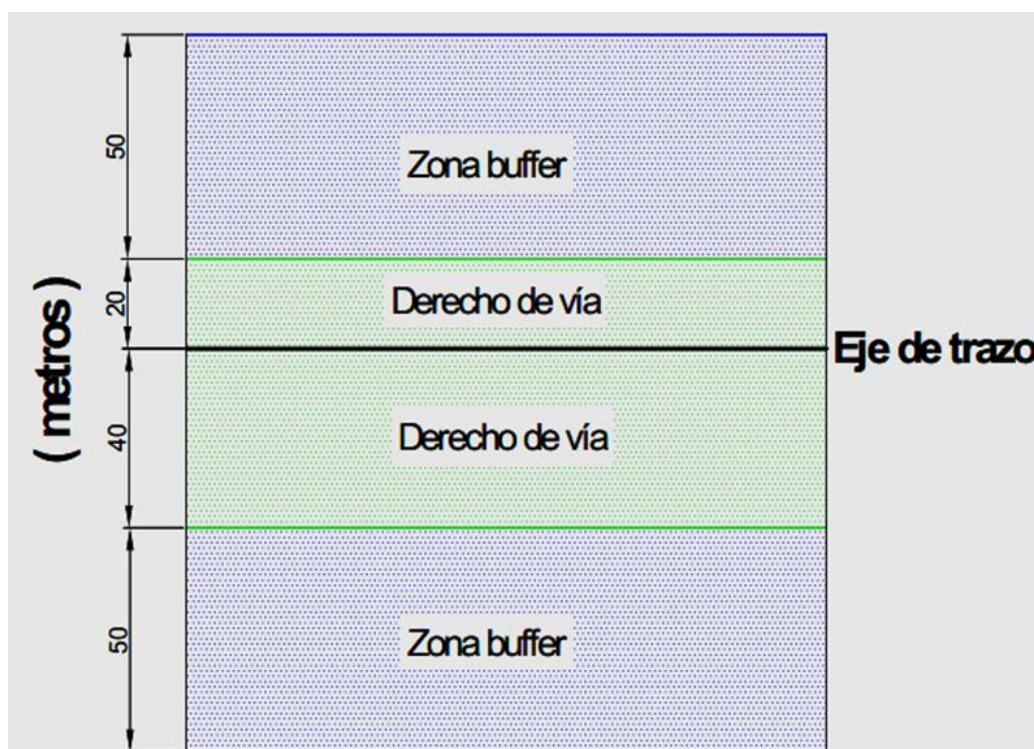 50
Zona buffer
20
Derecho de vía
( metros )
Eje de trazo
40
Derecho de vía
50
Zona buffer